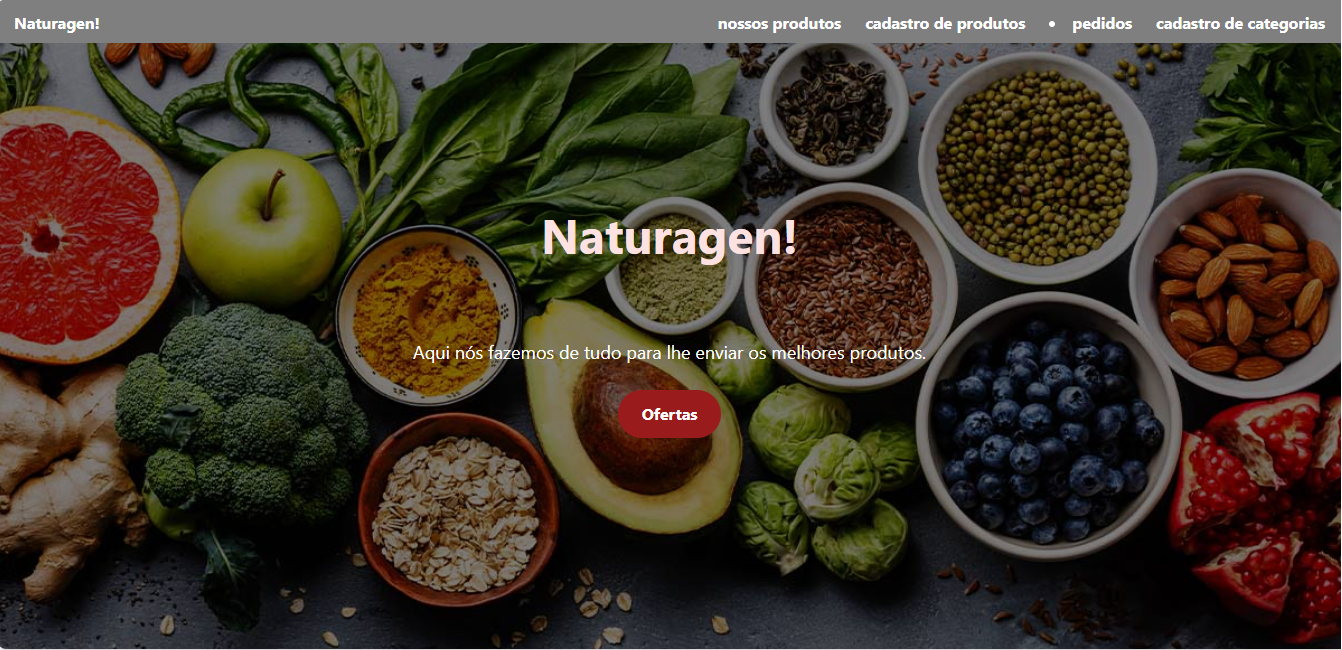 Naturagen! nossos produtos cadastro de produtos • pedidos cadastro de categorias
Naturagen!
Aqui nós fazemos de tudo para lhe enviar os melhores produtos.
Ofertas